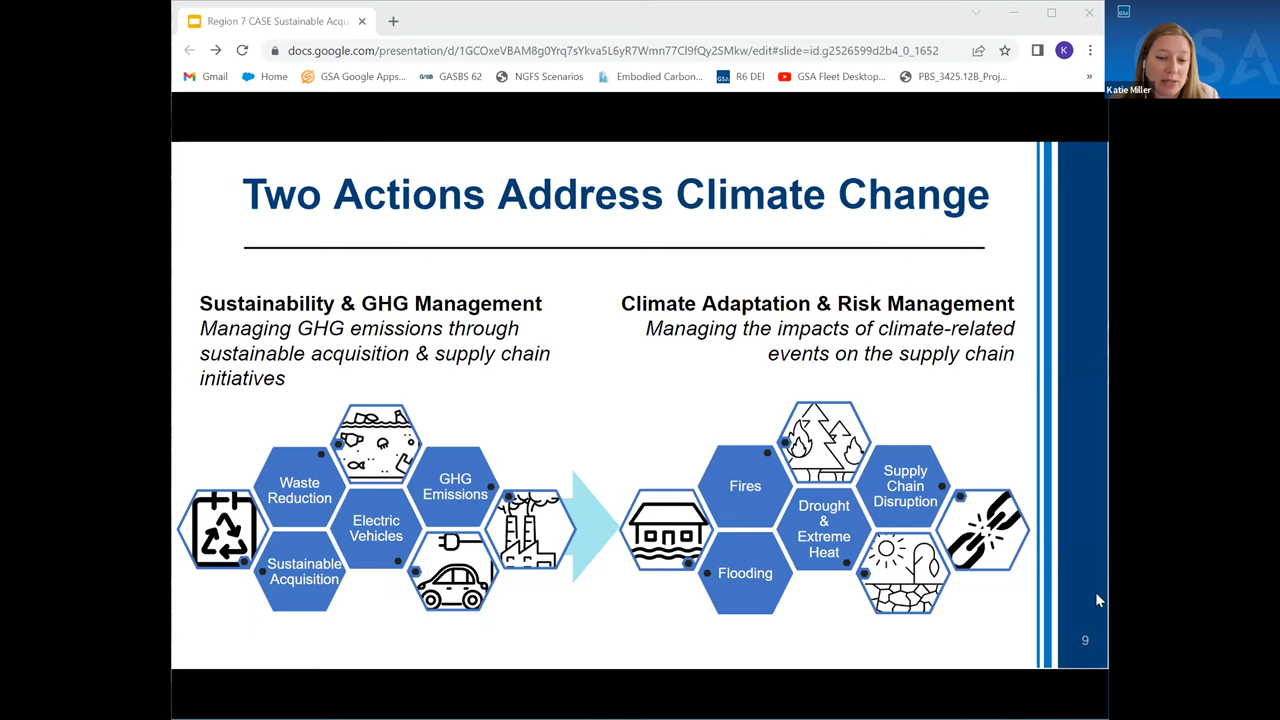 Region 7 CASE Sustainable Acqu
docs.google.com/presentation/d/1GCOxeVBAM8g0Yrq7sYkva5L6yR7Wmn77Cl9fQy2SMkw/edit#slide=id.g2526599d2b4_0_1652
K
Gmail
Home
GSA Google Apps...
GASBS 62
NGFS Scenarios
Embodied Carbon...
R6 DEI
GSA Fleet Desktop...
PBS_3425.12B_Proj...
»
GSA
GSA
Katie Miller
Two Actions Address Climate Change
Sustainability & GHG Management
Managing GHG emissions through
sustainable acquisition & supply chain
initiatives
Climate Adaptation & Risk Management
Managing the impacts of climate-related
events on the supply chain
Waste
Reduction
GHG
Emissions
Electric
Vehicles
Sustainable
Acquisition
Fires
Supply
Chain
Disruption
Drought
&
Extreme
Heat
Flooding
9